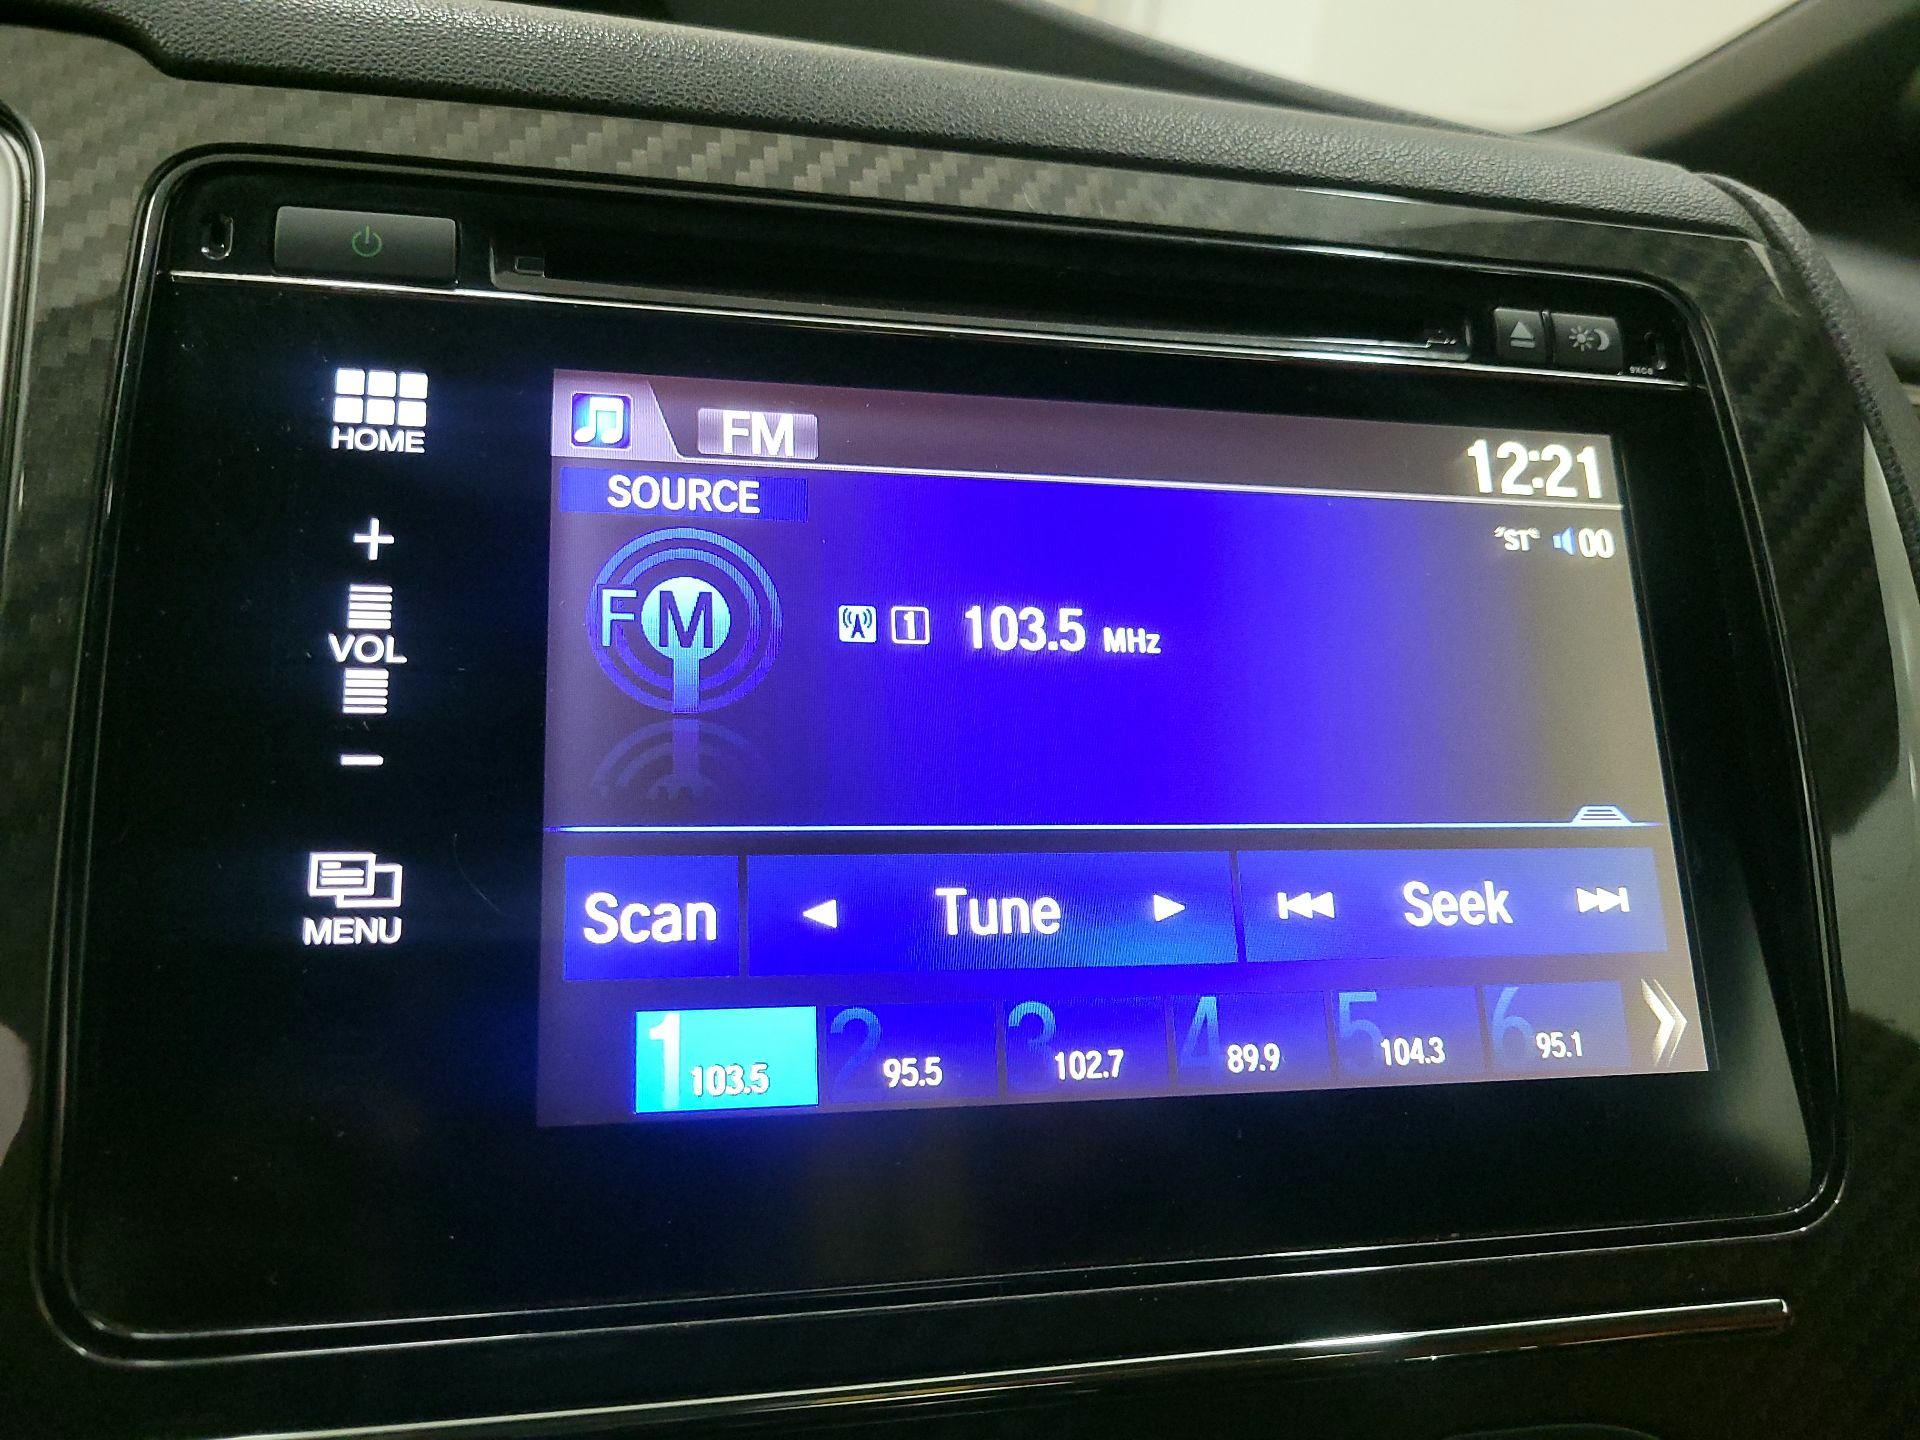 HOME
+
VOL
−
MENU
FM
12:21
SOURCE
"ST" 00
FM
1 103.5 MHz
Scan
Tune
Seek
1 103.5
2 95.5
3 102.7
4 89.9
5 104.3
6 95.1